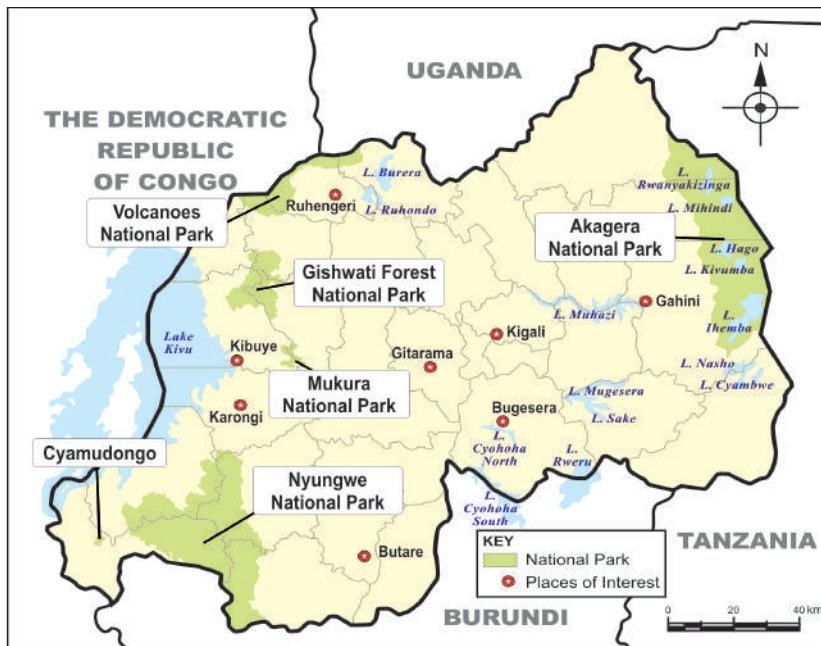 UGANDA
N
THE DEMOCRATIC
REPUBLIC
OF CONGO
L. Burera
Ruhengeri
L. Ruhondo
L.
Rwanyakizinga
L. Mihindi
Volcanoes
National Park
Akagera
National Park
L. Hago
L. Kivumba
Gishwati Forest
National Park
L. Muhazi
Gahini
L.
Ihemba
Lake
Kivu
Kibuye
Gitarama
Kigali
L. Nasho
L. Cyambwe
Mukura
National Park
Karongi
L. Mugesera
L. Sake
Bugesera
Cyamudongo
L.
Cyohoha
North
L.
Rweru
Nyungwe
National Park
L.
Cyohoha
South
Butare
KEY
National Park
Places of Interest
TANZANIA
BURUNDI
0 20 40 km